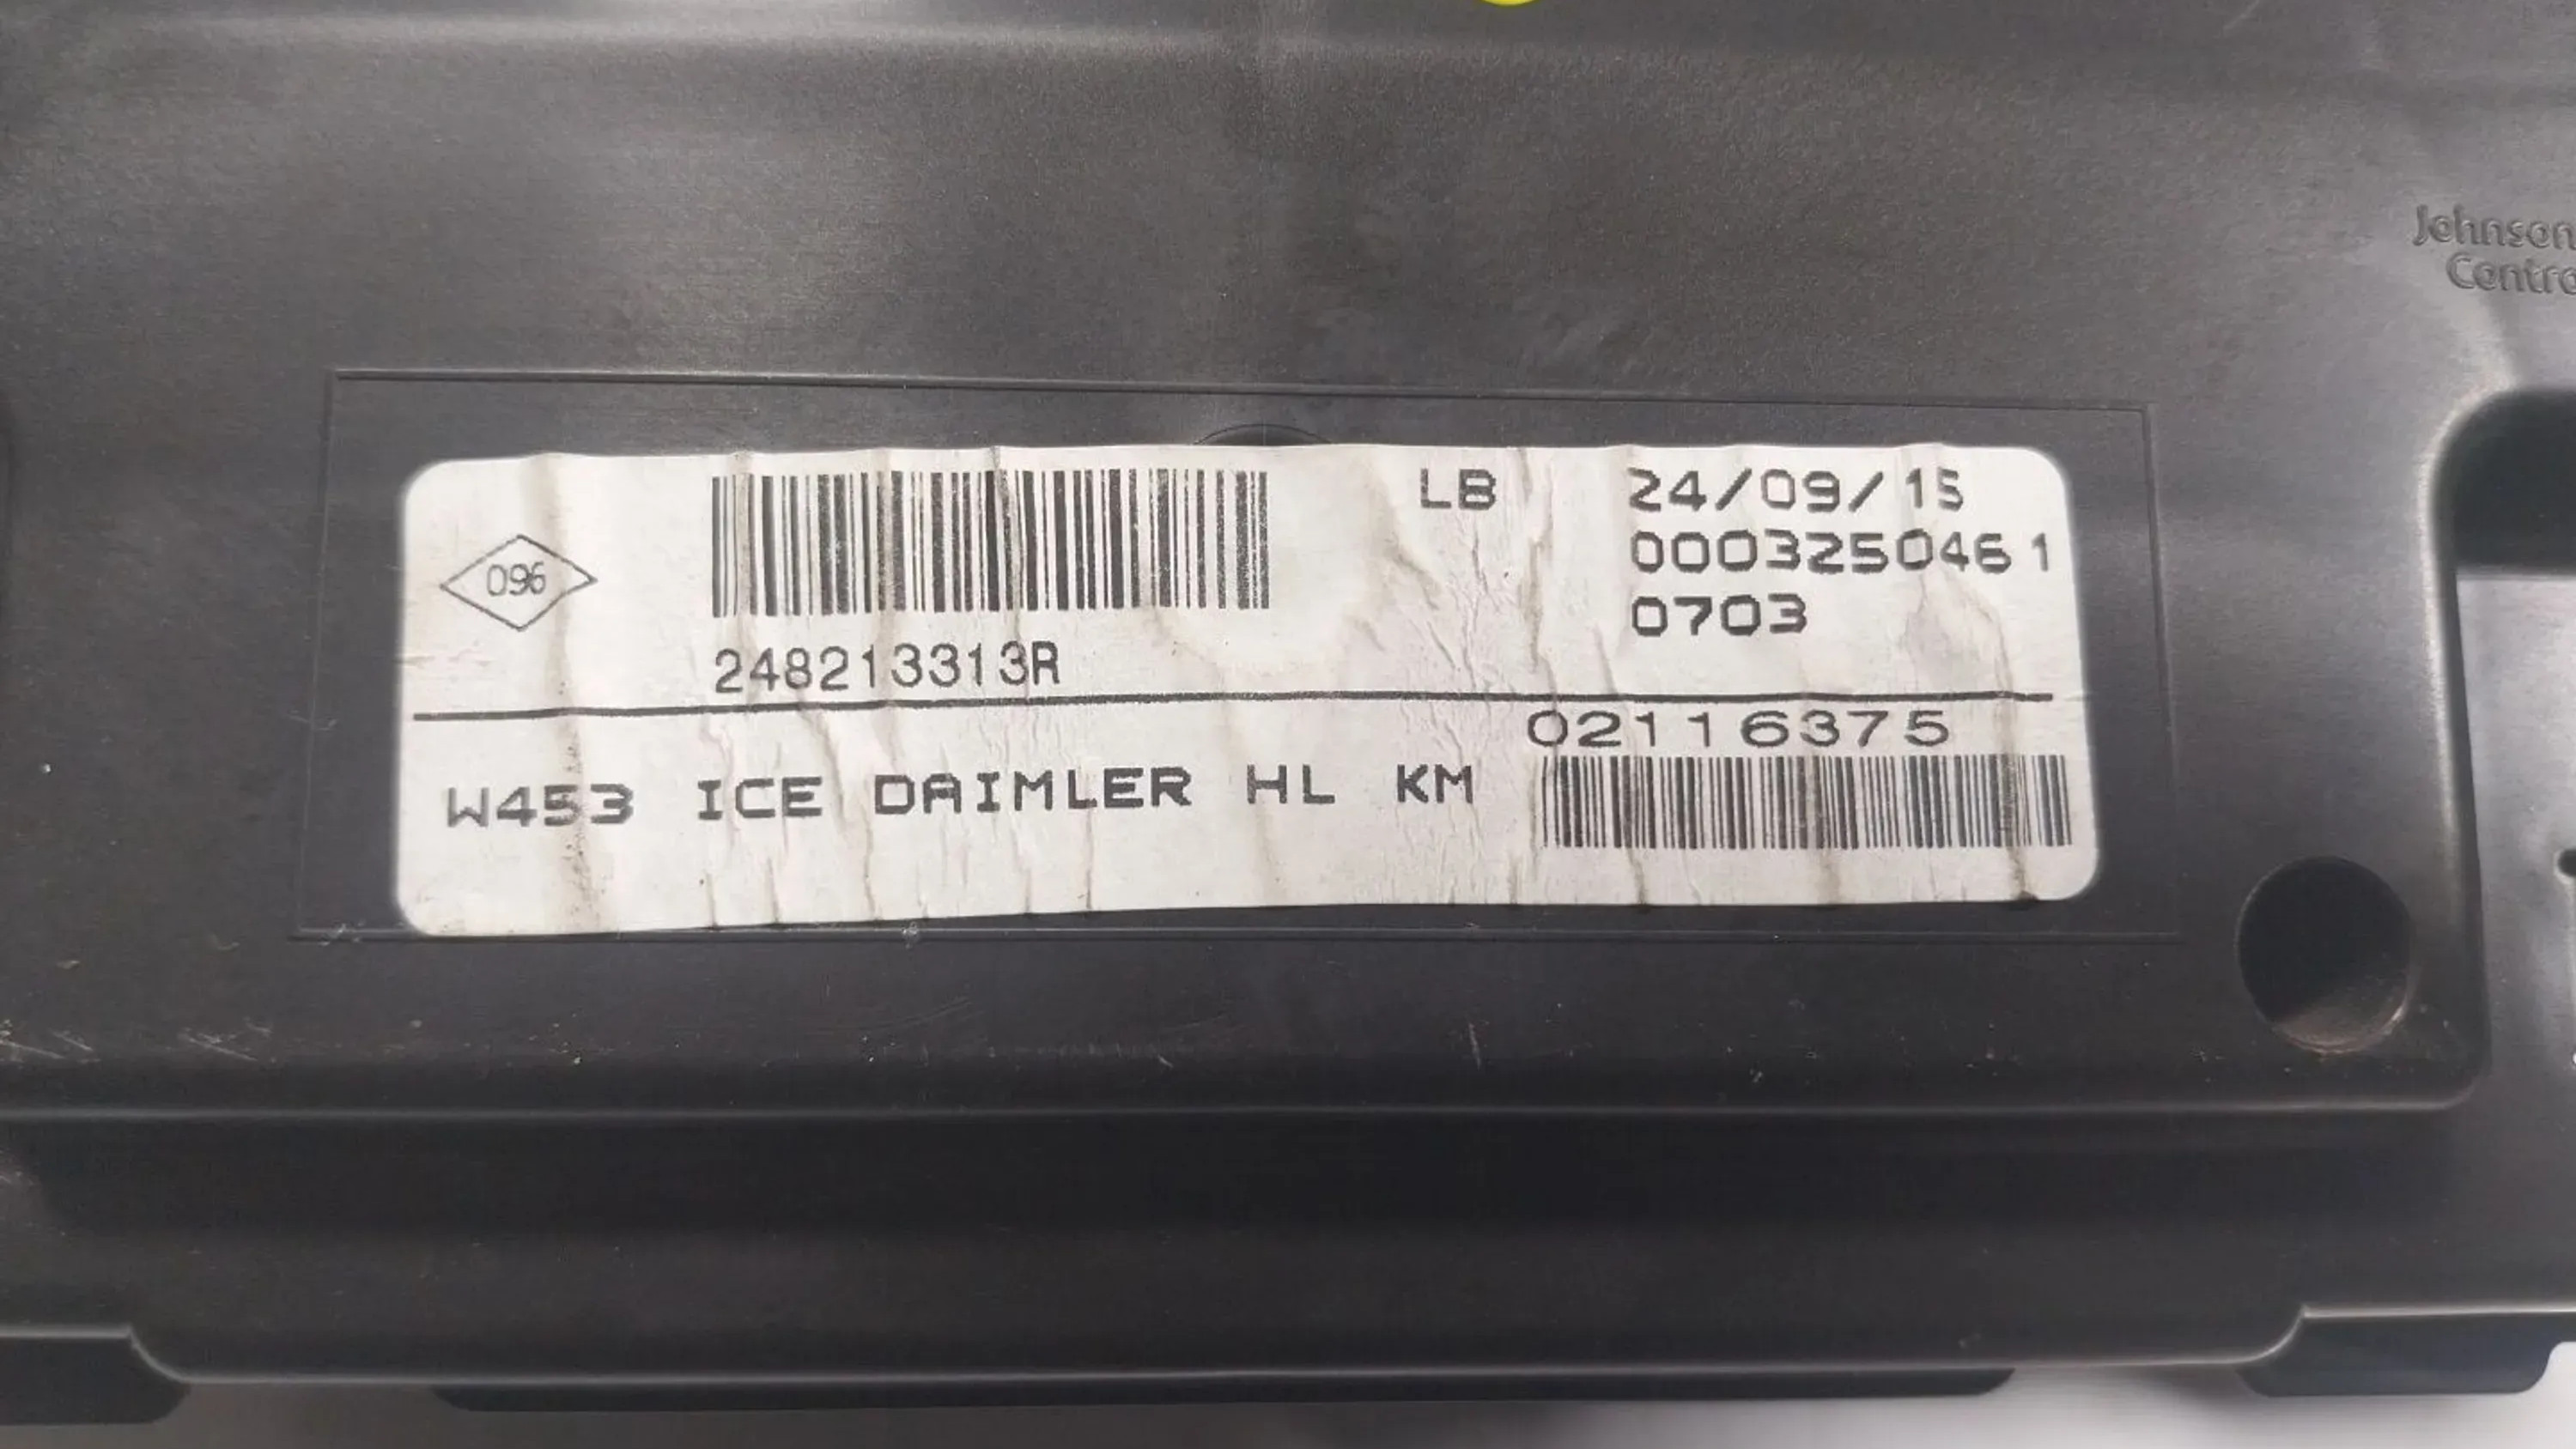 Johnson
Contro
LB 24/09/15
0003250461
0703
096
248213313R
02116375
W453 ICE DAIMLER HL KM